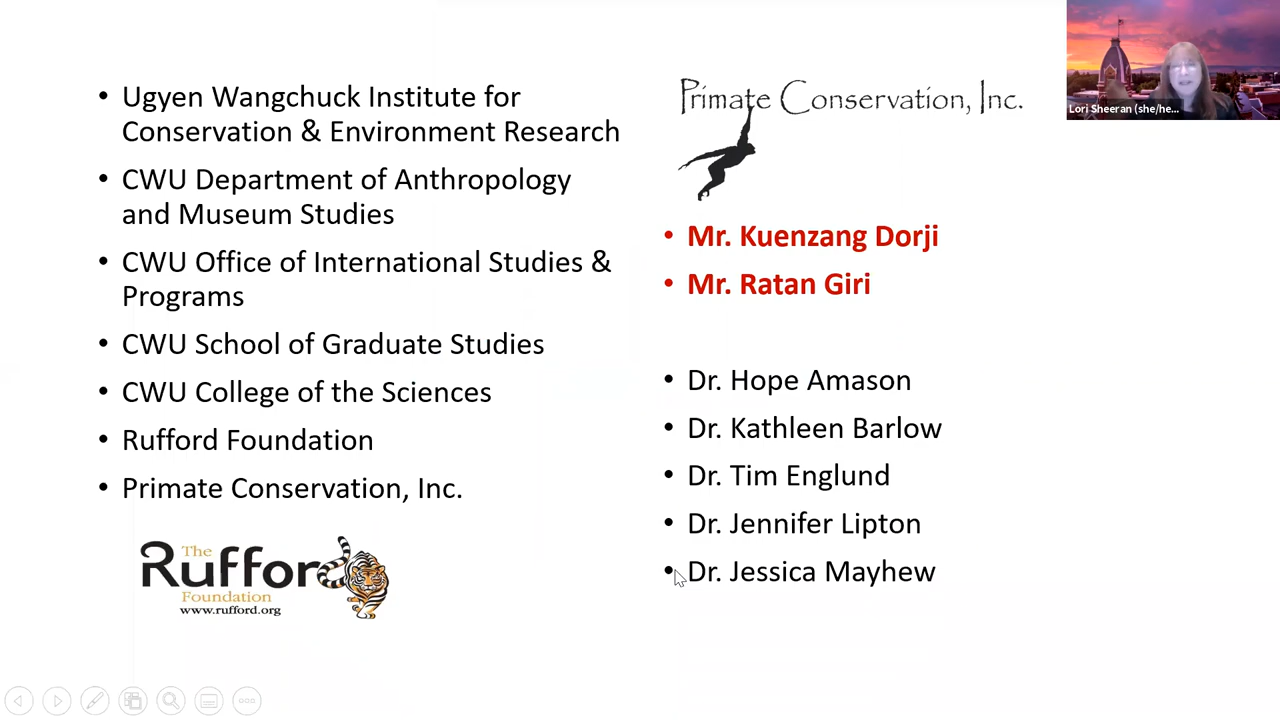 Ugyen Wangchuck Institute for
Conservation & Environment Research
CWU Department of Anthropology
and Museum Studies
CWU Office of International Studies &
Programs
CWU School of Graduate Studies
CWU College of the Sciences
Rufford Foundation
Primate Conservation, Inc.
The
Rufford
Foundation
www.rufford.org
Primate Conservation, Inc.
Mr. Kuenzang Dorji
Mr. Ratan Giri
Dr. Hope Amason
Dr. Kathleen Barlow
Dr. Tim Englund
Dr. Jennifer Lipton
Dr. Jessica Mayhew
Lori Sheeran (she/he...